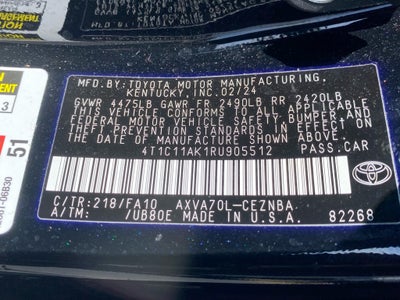 MFD.BY:TOYOTA MOTOR MANUFACTURING,
KENTUCKY, INC. 02/24
GVWR 4475LB. GAWR FR 2490LB RR 2420LB
THIS VEHICLE CONFORMS TO ALL APPLICABLE
FEDERAL MOTOR VEHICLE SAFETY, BUMPER, AND
THEFT PREVENTION STANDARDS IN EFFECT ON
THE DATE OF MANUFACTURE SHOWN ABOVE.
4T1C11AK1RU905512
PASS.CAR
C/TR:218/FA10 AXVA70L-CEZNBA
A/TM: /UB80E MADE IN U.S.A.
TOYOTA
82268
51